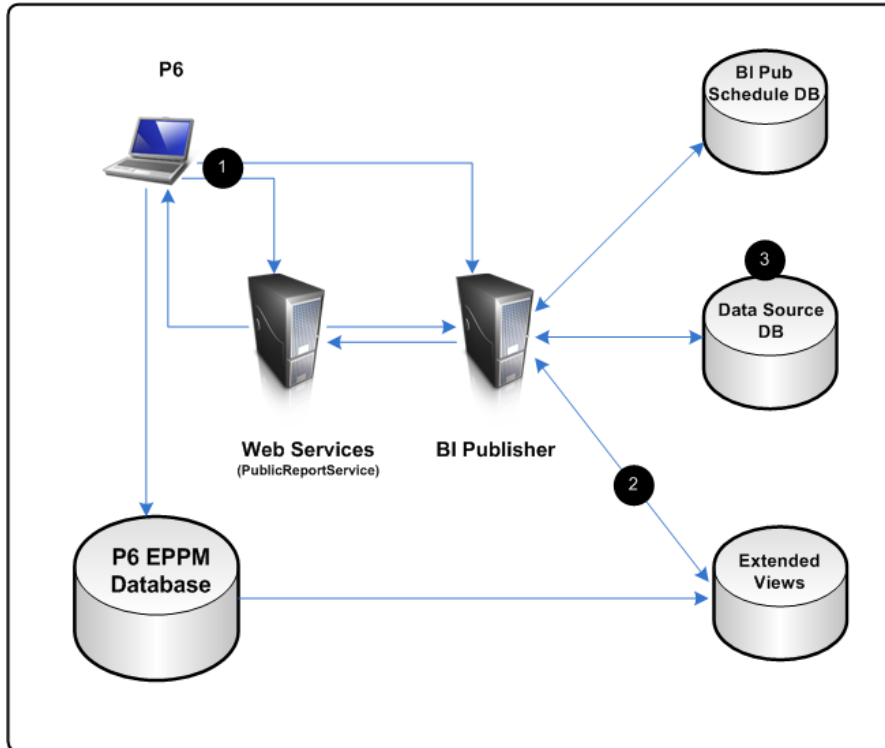 P6
1
BI Pub
Schedule DB
3
Data Source
DB
Web Services
(PublicReportService)
BI Publisher
2
P6 EPPM
Database
Extended
Views